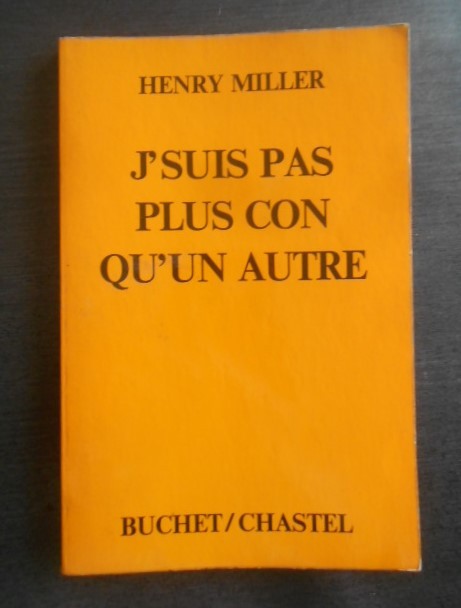 HENRY MILLER
J'SUIS PAS
PLUS CON
QU'UN AUTRE
BUCHET/CHASTEL